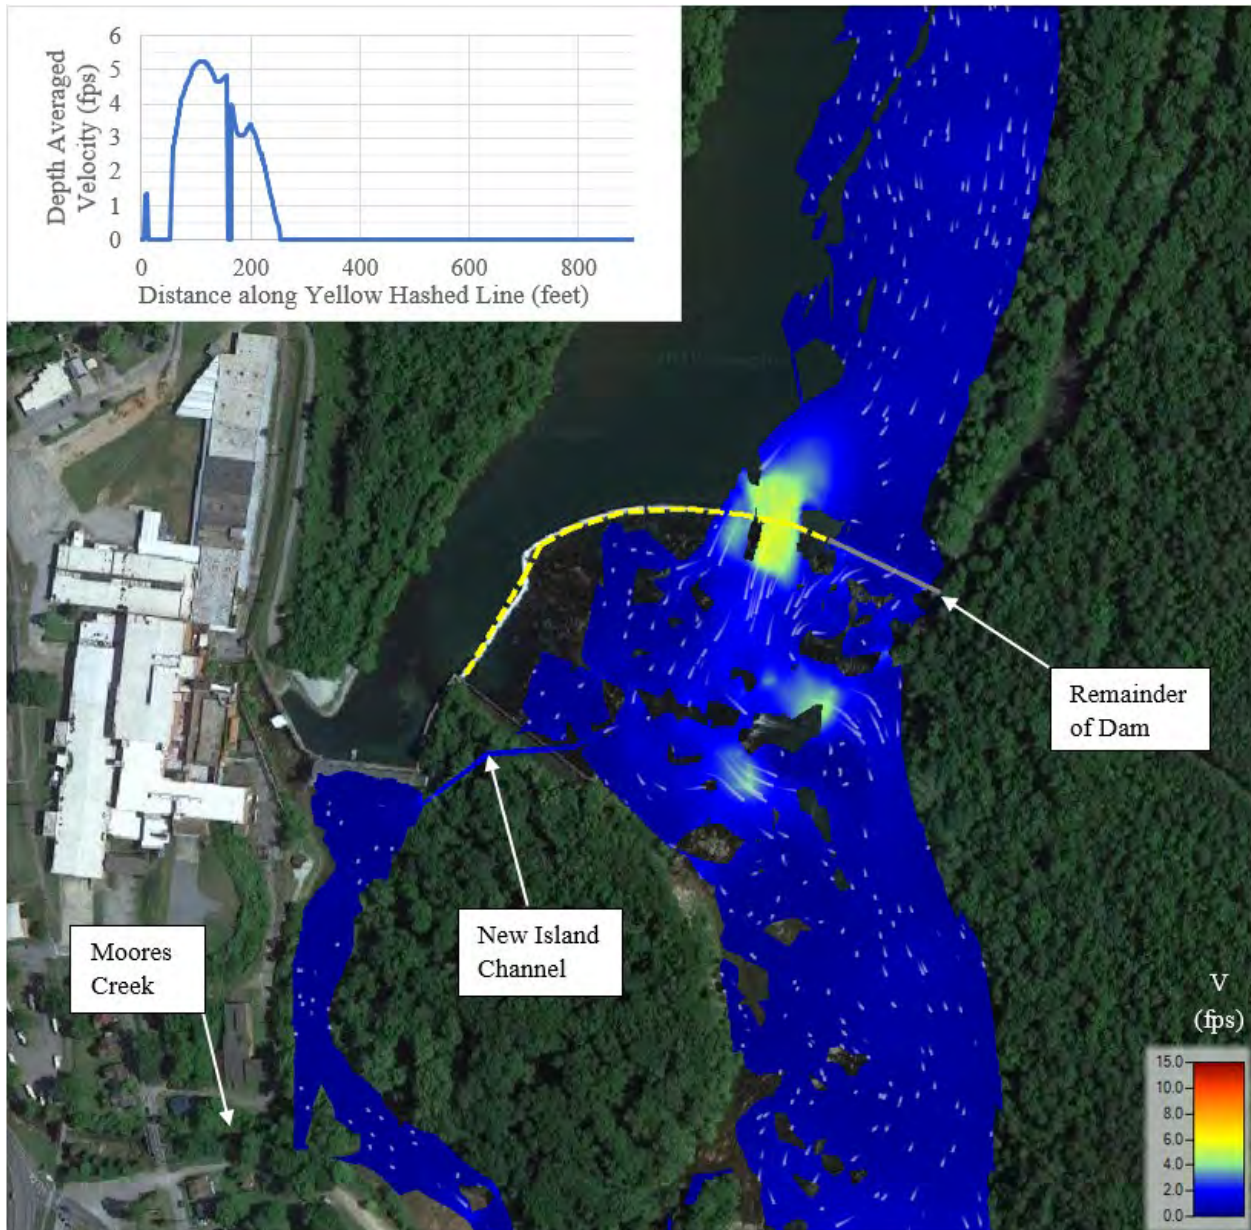 6
5
4
3
2
1
0
Depth Averaged
Velocity (fps)
0
200
400
600
800
Distance along Yellow Hashed Line (feet)
Remainder
of Dam
New Island
Channel
Moores
Creek
V
(fps)
15.0
10.0
8.0
6.0
4.0
2.0
0.0